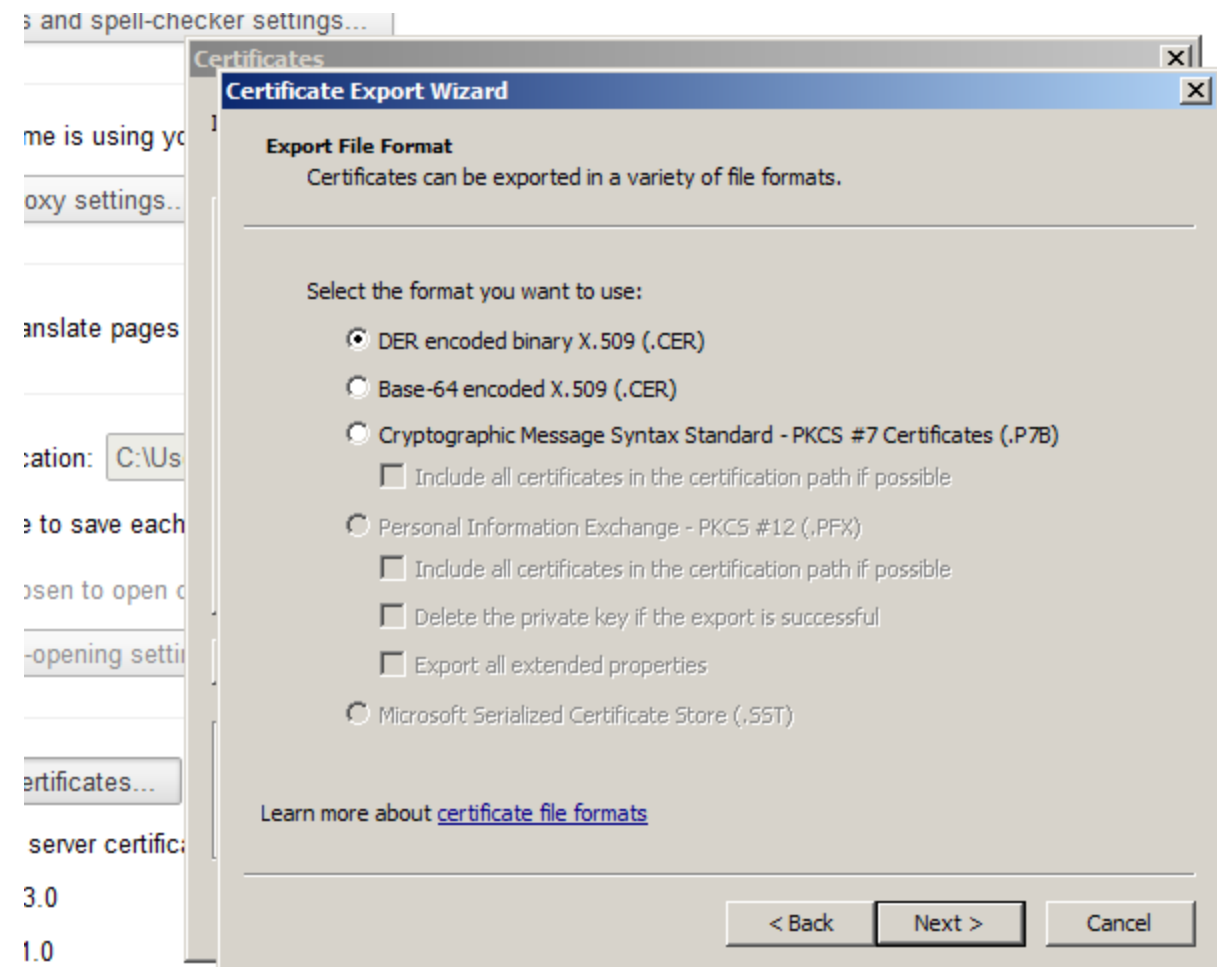 s and spell-checker settings...
Certificates
Certificate Export Wizard
me is using yo
Export File Format
Certificates can be exported in a variety of file formats.
oxy settings..
Select the format you want to use:
anslate pages
DER encoded binary X.509 (.CER)
Base-64 encoded X.509 (.CER)
Cryptographic Message Syntax Standard - PKCS #7 Certificates (.P7B)
cation: C:\Us
Include all certificates in the certification path if possible
e to save each
Personal Information Exchange - PKCS #12 (.PFX)
Include all certificates in the certification path if possible
osen to open
Delete the private key if the export is successful
-opening setti
Export all extended properties
Microsoft Serialized Certificate Store (.SST)
ertificates...
Learn more about certificate file formats
server certific
3.0
< Back
Next >
Cancel
1.0